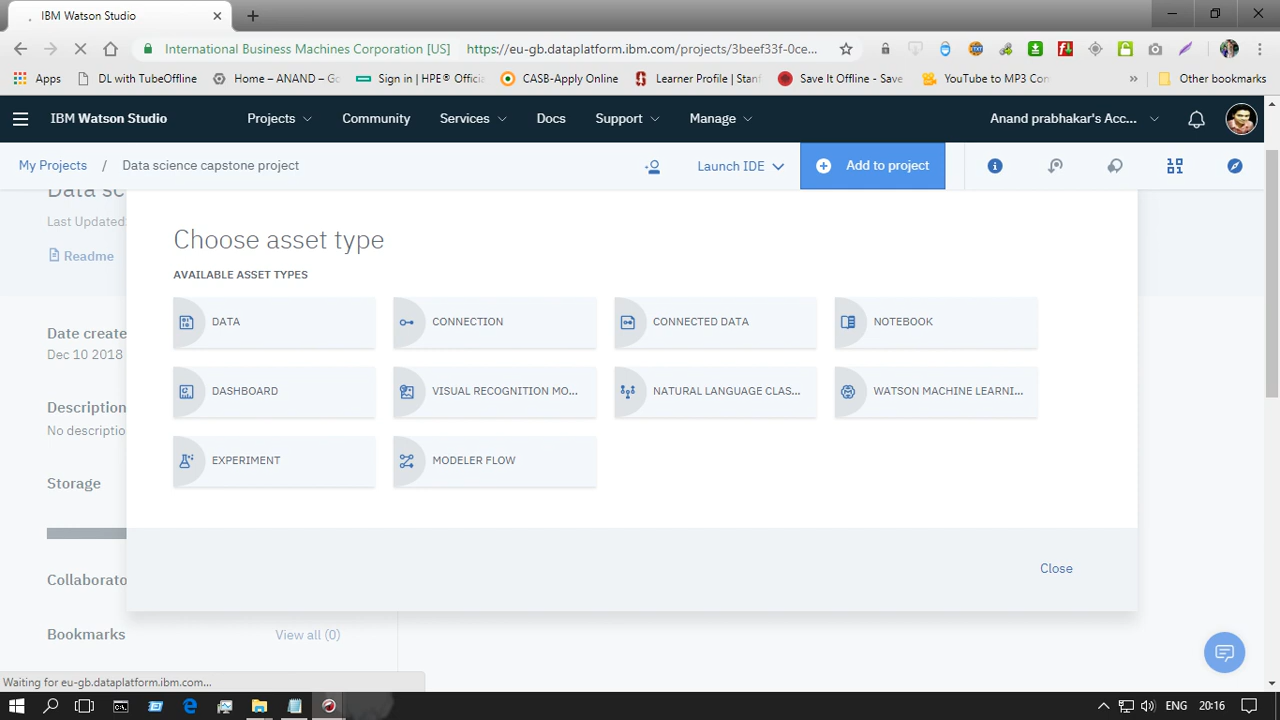 IBM Watson Studio
International Business Machines Corporation [US]
https://eu-gb.dataplatform.ibm.com/projects/3beef33f-0ce...
Apps
DL with TubeOffline
Home – ANAND – Go
Sign in | HPE® Offici
CASB-Apply Online
Learner Profile | Stanf
Save It Offline - Save
YouTube to MP3 Con
»
Other bookmarks
IBM Watson Studio
Projects
Community
Services
Docs
Support
Manage
Anand prabhakar's Acc...
My Projects / Data science capstone project
Launch IDE
Add to project
Data sc
Last Updated:
Readme
Choose asset type
AVAILABLE ASSET TYPES
DATA
CONNECTION
CONNECTED DATA
NOTEBOOK
DASHBOARD
VISUAL RECOGNITION MO...
NATURAL LANGUAGE CLAS...
WATSON MACHINE LEARNI...
EXPERIMENT
MODELER FLOW
Close
Date create
Dec 10 2018
Description
No descriptio
Storage
Collaborato
Bookmarks
View all (0)
Waiting for eu-gb.dataplatform.ibm.com...
ENG
20:16